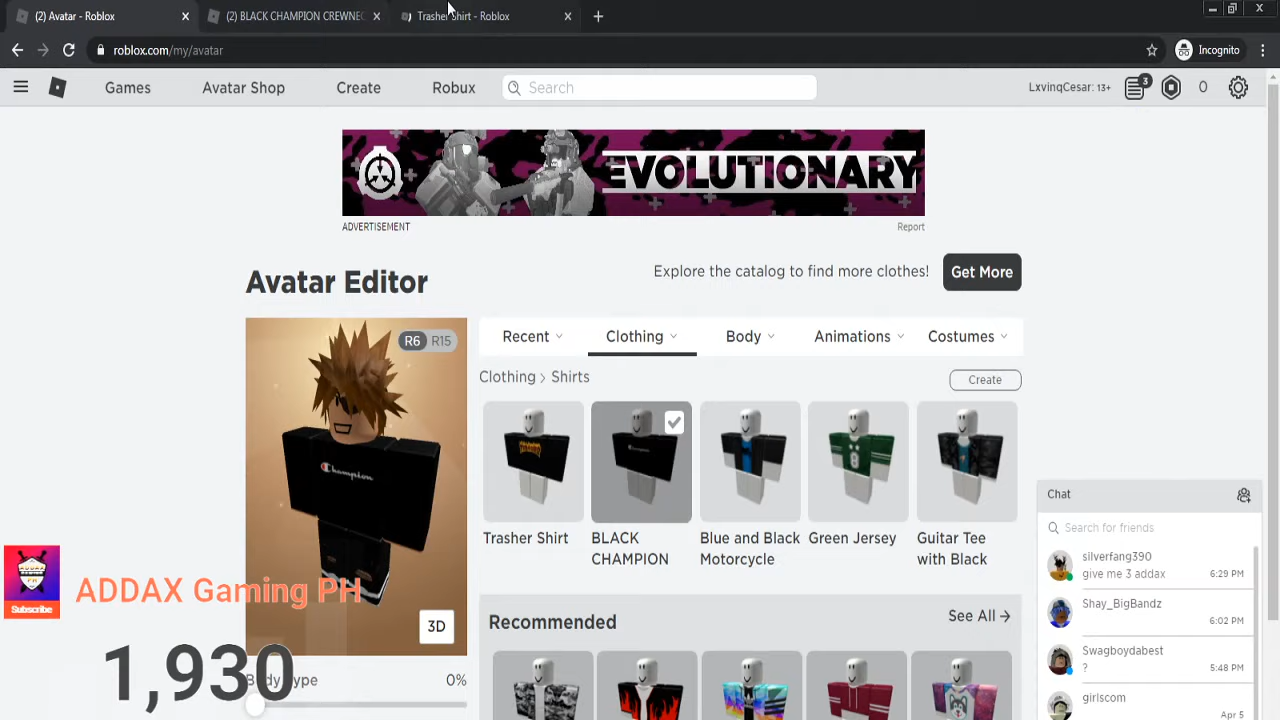 (2) Avatar - Roblox
(2) BLACK CHAMPION CREWNEC
Trasher Shirt - Roblox
roblox.com/my/avatar
Incognito
Games
Avatar Shop
Create
Robux
Search
LxvinqCesar: 13+
3
0
EVOLUTIONARY
ADVERTISEMENT
Report
Avatar Editor
Explore the catalog to find more clothes!
Get More
R6 R15
Recent
Clothing
Body
Animations
Costumes
Clothing > Shirts
Create
Champion
Trasher Shirt
BLACK CHAMPION
Blue and Black Motorcycle
Green Jersey
Guitar Tee with Black
3D
Recommended
See All
Body Type
0%
Chat
Search for friends
silverfang390
give me 3 addax
6:29 PM
Shay_BigBandz
6:02 PM
Swagboydabest
?
5:48 PM
girlscom
Apr 5
Subscribe
ADDAX Gaming PH
1,930